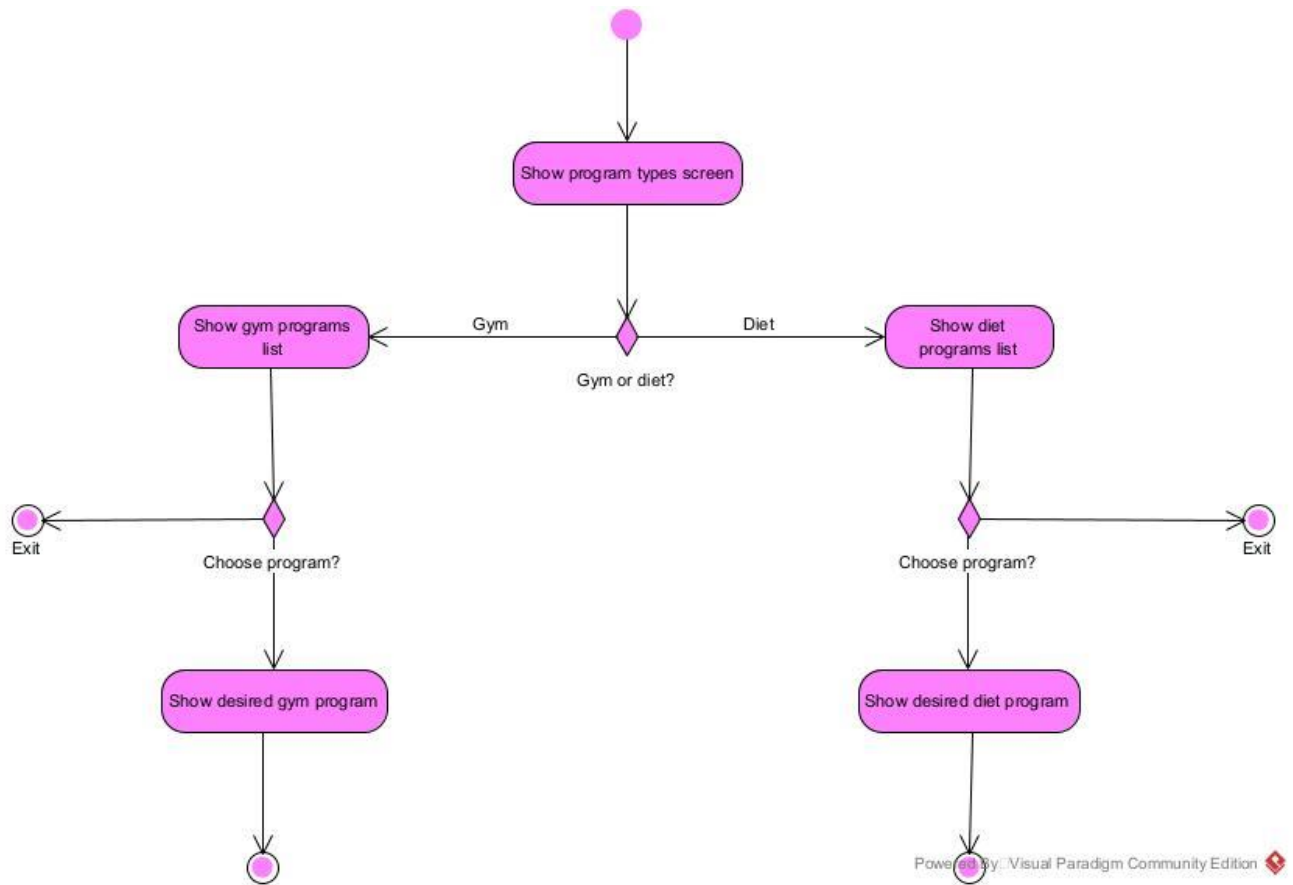 Show program types screen
Show gym programs
list
Gym
Diet
Show diet
programs list
Gym or diet?
Exit
Choose program?
Choose program?
Exit
Show desired gym program
Show desired diet program
Powered By Visual Paradigm Community Edition